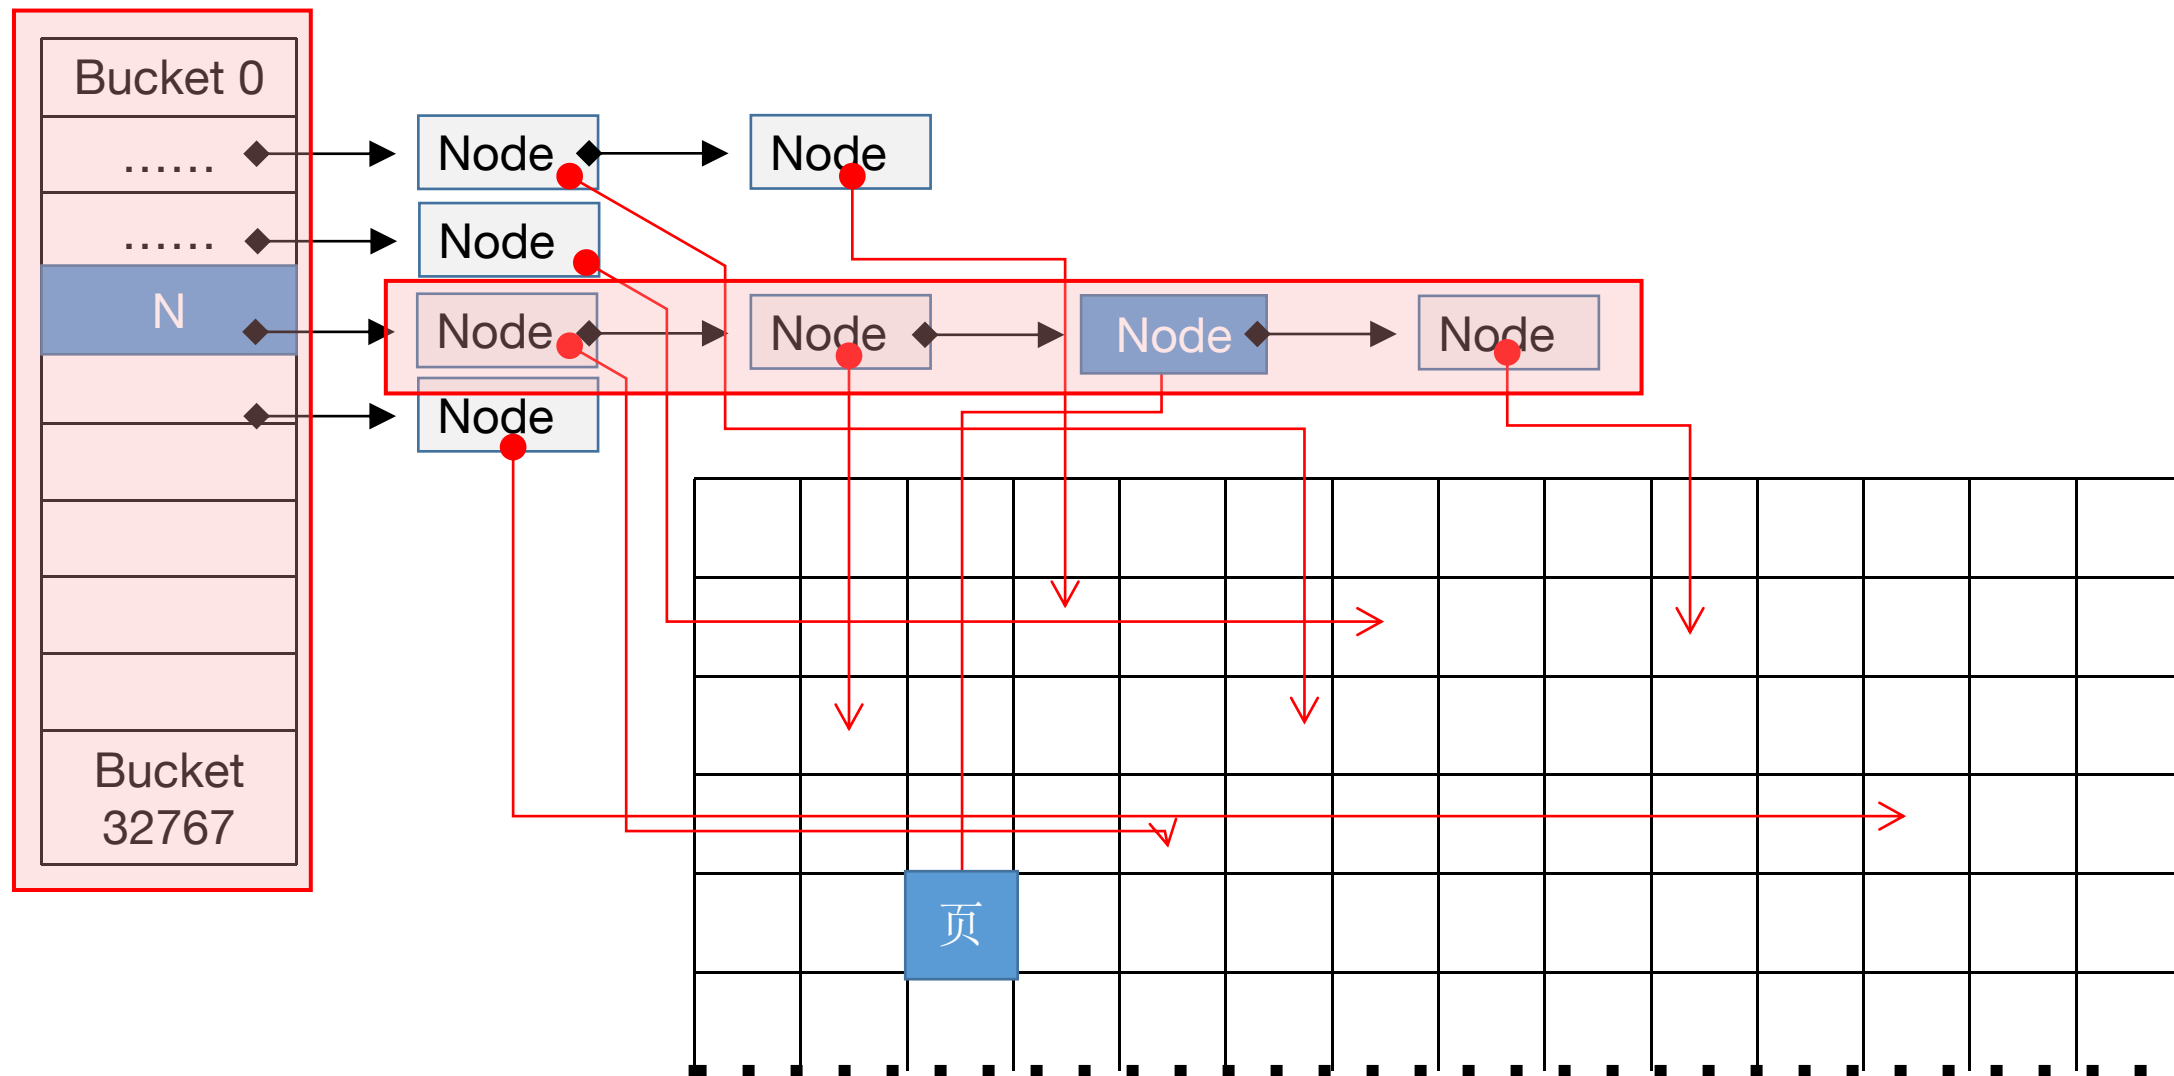 Bucket 0
......
Node
Node
......
Node
N
Node
Node
Node
Node
Node
Bucket
32767
页